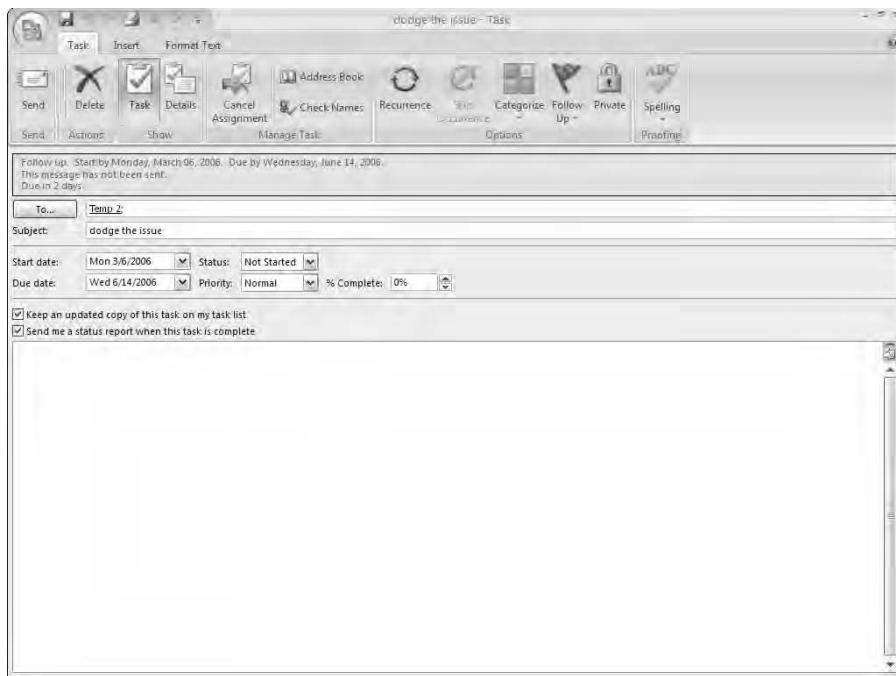 dodge the issue - Task
Task Insert Format Text
Send Delete Task Details Cancel Assignment Address Book Check Names Recurrence Skip Occurrence Categorize Follow Up Private ABC Spelling
Send Actions Show Manage Task Options Proofing
Follow up. Start by Monday, March 06, 2006. Due by Wednesday, June 14, 2006.
This message has not been sent.
Due in 2 days.
To... Temp 2;
Subject: dodge the issue
Start date: Mon 3/6/2006 Status: Not Started
Due date: Wed 6/14/2006 Priority: Normal % Complete: 0%
Keep an updated copy of this task on my task list
Send me a status report when this task is complete